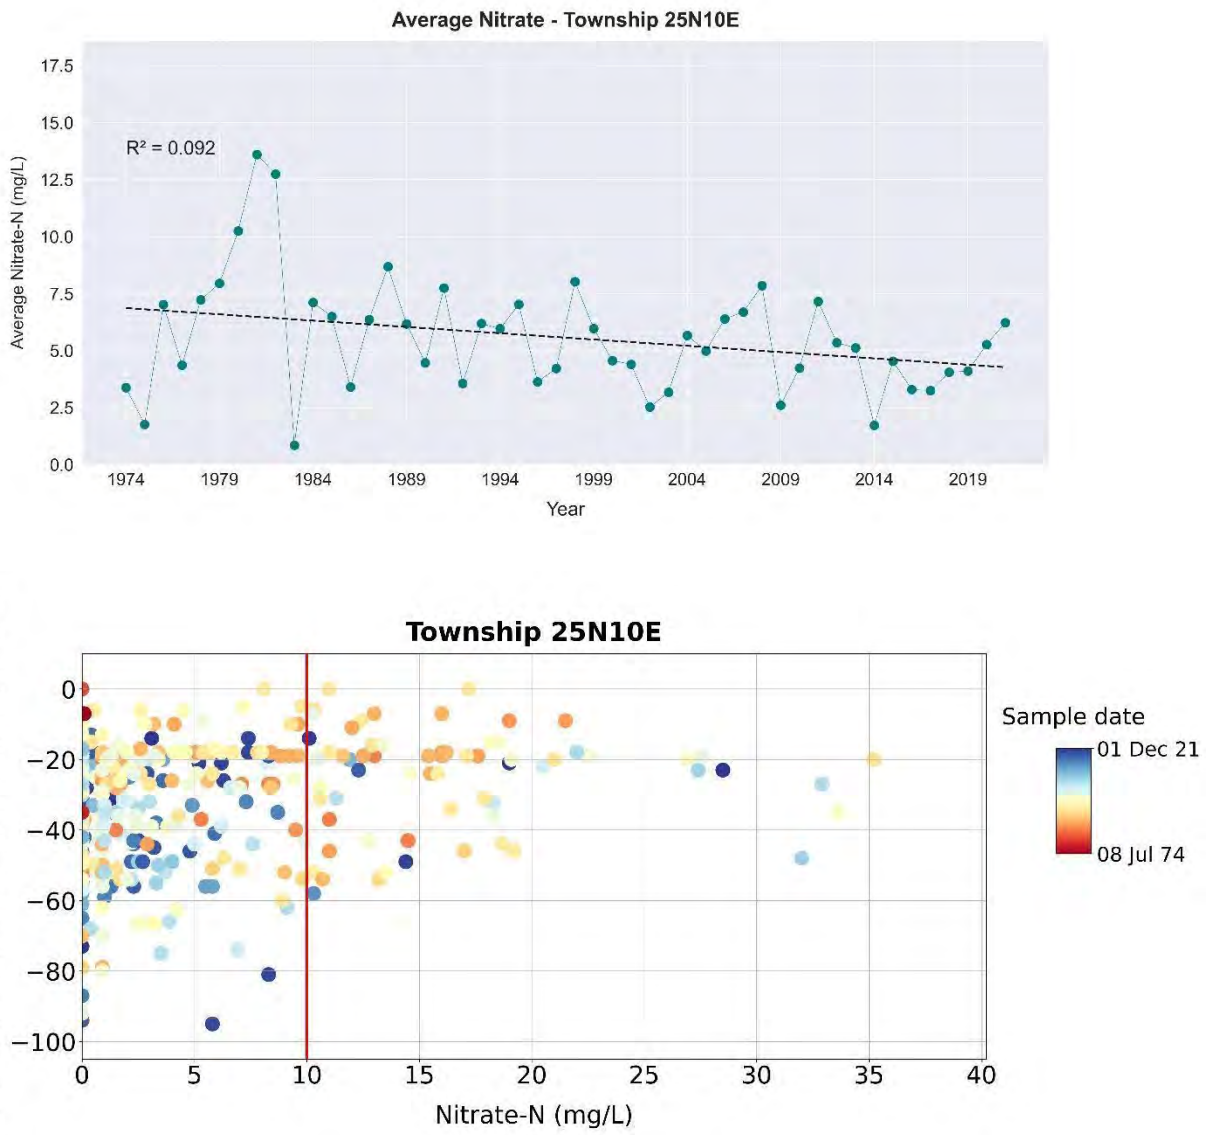 Average Nitrate - Township 25N10E
17.5
15.0
R² = 0.092
12.5
10.0
7.5
5.0
2.5
0.0
Average Nitrate-N (mg/L)
1974 1979 1984 1989 1994 1999 2004 2009 2014 2019
Year
Township 25N10E
0
−20
−40
−60
−80
−100
0 5 10 15 20 25 30 35 40
Nitrate-N (mg/L)
Sample date
01 Dec 21
08 Jul 74